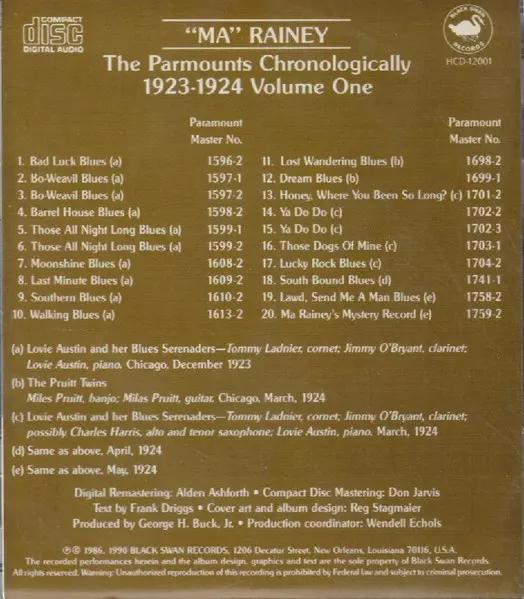 COMPACT
disc
DIGITAL AUDIO
BLACK SWAN
RECORDS
HCD-12001
"MA" RAINEY
The Parmounts Chronologically
1923-1924 Volume One
Paramount
Master No.
1. Bad Luck Blues (a) 1596-2
2. Bo-Weavil Blues (a) 1597-1
3. Bo-Weavil Blues (a) 1597-2
4. Barrel House Blues (a) 1598-2
5. Those All Night Long Blues (a) 1599-1
6. Those All Night Long Blues (a) 1599-2
7. Moonshine Blues (a) 1608-2
8. Last Minute Blues (a) 1609-2
9. Southern Blues (a) 1610-2
10. Walking Blues (a) 1613-2
Paramount
Master No.
11. Lost Wandering Blues (b) 1698-2
12. Dream Blues (b) 1699-1
13. Honey, Where You Been So Long? (c) 1701-2
14. Ya Do Do (c) 1702-2
15. Ya Do Do (c) 1702-3
16. Those Dogs Of Mine (c) 1703-1
17. Lucky Rock Blues (c) 1704-2
18. South Bound Blues (d) 1741-1
19. Lawd, Send Me A Man Blues (e) 1758-2
20. Ma Rainey's Mystery Record (e) 1759-2
(a) Lovie Austin and her Blues Serenaders—Tommy Ladnier, cornet; Jimmy O'Bryant, clarinet;
Lovie Austin, piano. Chicago, December 1923
(b) The Pruitt Twins
Miles Pruitt, banjo; Milas Pruitt, guitar. Chicago, March, 1924
(c) Lovie Austin and her Blues Serenaders—Tommy Ladnier, cornet; Jimmy O'Bryant, clarinet;
possibly Charles Harris, alto and tenor saxophone; Lovie Austin, piano. March, 1924
(d) Same as above, April, 1924
(e) Same as above, May, 1924
Digital Remastering: Alden Ashforth • Compact Disc Mastering: Don Jarvis
Text by Frank Driggs • Cover art and album design: Reg Stagmaier
Produced by George H. Buck, Jr. • Production coordinator: Wendell Echols
℗© 1986, 1990 BLACK SWAN RECORDS, 1206 Decatur Street, New Orleans, Louisiana 70116, U.S.A.
The recorded performances herein and the album design, graphics and text are the sole property of Black Swan Records.
All rights reserved. Warning: Unauthorized reproduction of this recording is prohibited by Federal law and subject to criminal prosecution.